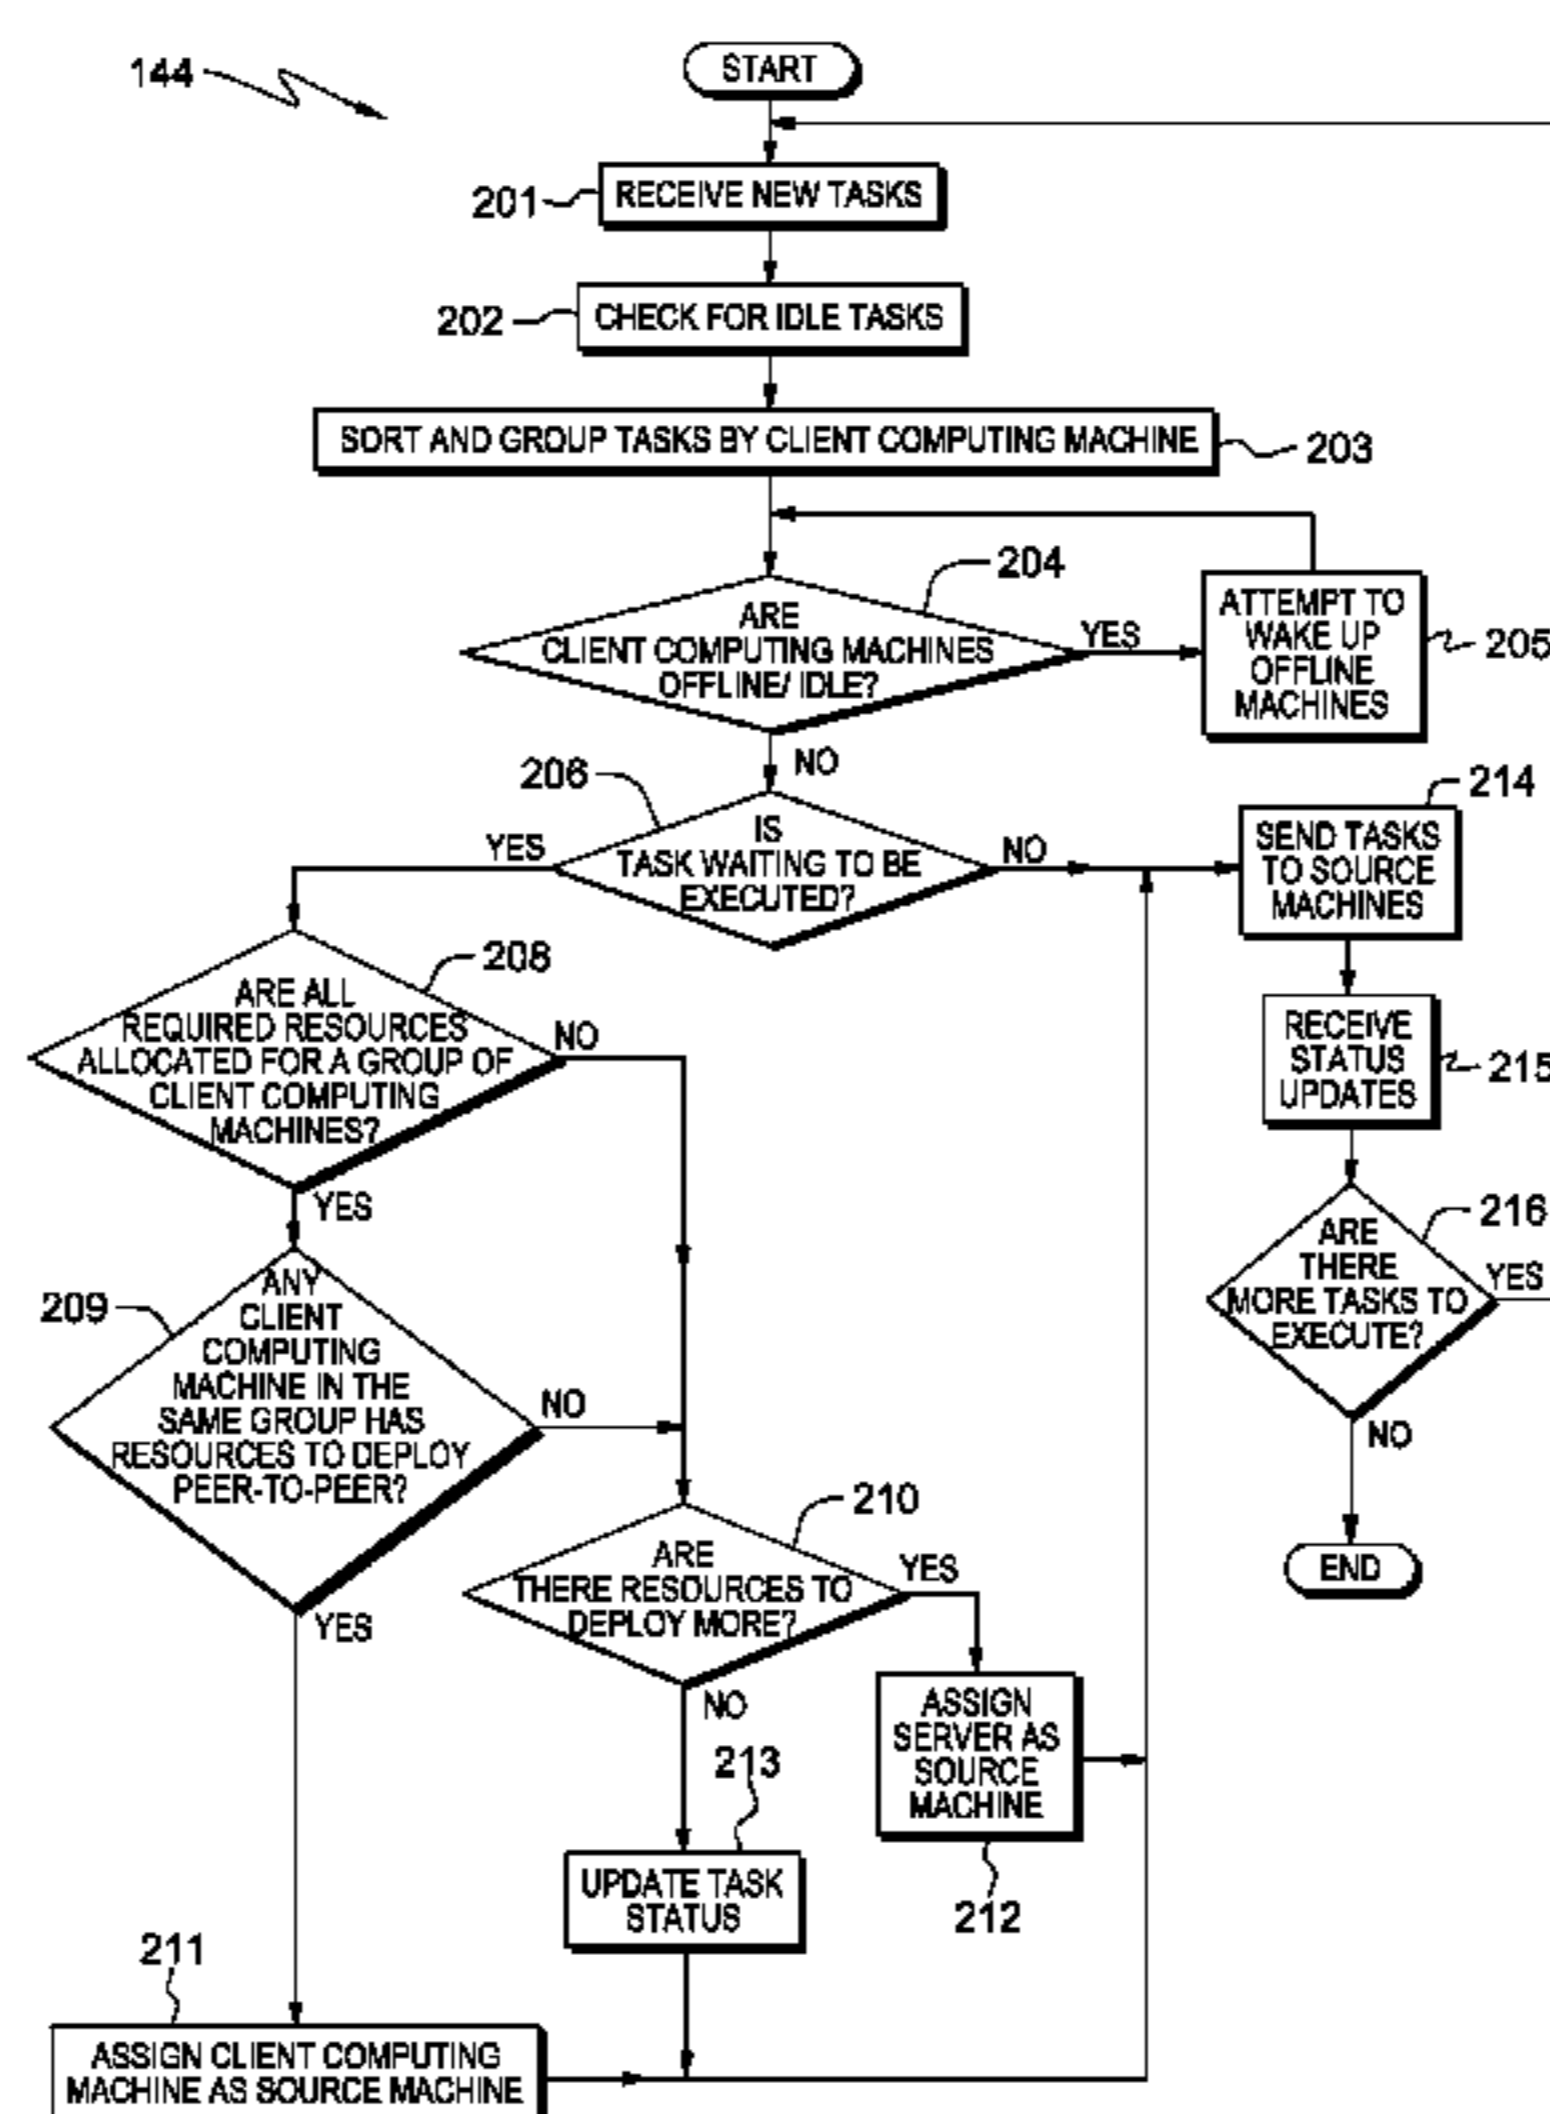 144
START
201
RECEIVE NEW TASKS
202
CHECK FOR IDLE TASKS
SORT AND GROUP TASKS BY CLIENT COMPUTING MACHINE
203
204
ARE
CLIENT COMPUTING MACHINES
OFFLINE/ IDLE?
YES
ATTEMPT TO
WAKE UP
OFFLINE
MACHINES
205
NO
206
IS
TASK WAITING TO BE
EXECUTED?
YES
NO
214
SEND TASKS
TO SOURCE
MACHINES
208
ARE ALL
REQUIRED RESOURCES
ALLOCATED FOR A GROUP OF
CLIENT COMPUTING
MACHINES?
NO
YES
RECEIVE
STATUS
UPDATES
215
216
ARE
THERE
MORE TASKS TO
EXECUTE?
YES
NO
END
209
ANY
CLIENT
COMPUTING
MACHINE IN THE
SAME GROUP HAS
RESOURCES TO DEPLOY
PEER-TO-PEER?
NO
YES
210
ARE
THERE RESOURCES TO
DEPLOY MORE?
YES
NO
ASSIGN
SERVER AS
SOURCE
MACHINE
212
213
UPDATE TASK
STATUS
211
ASSIGN CLIENT COMPUTING
MACHINE AS SOURCE MACHINE